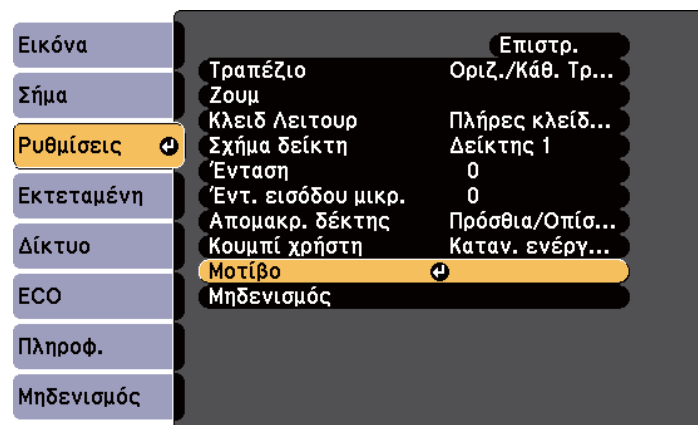 Εικόνα
Σήμα
Ρυθμίσεις
Εκτεταμένη
Δίκτυο
ECO
Πληροφ.
Μηδενισμός
Επιστρ.
Τραπέζιο Οριζ./Κάθ. Τρ...
Ζουμ
Κλειδ Λειτουρ Πλήρες κλείδ...
Σχήμα δείκτη Δείκτης 1
Ένταση 0
Έντ. εισόδου μικρ. 0
Απομακρ. δέκτης Πρόσθια/Οπίσ...
Κουμπί χρήστη Καταν. ενέργ...
Μοτίβο
Μηδενισμός